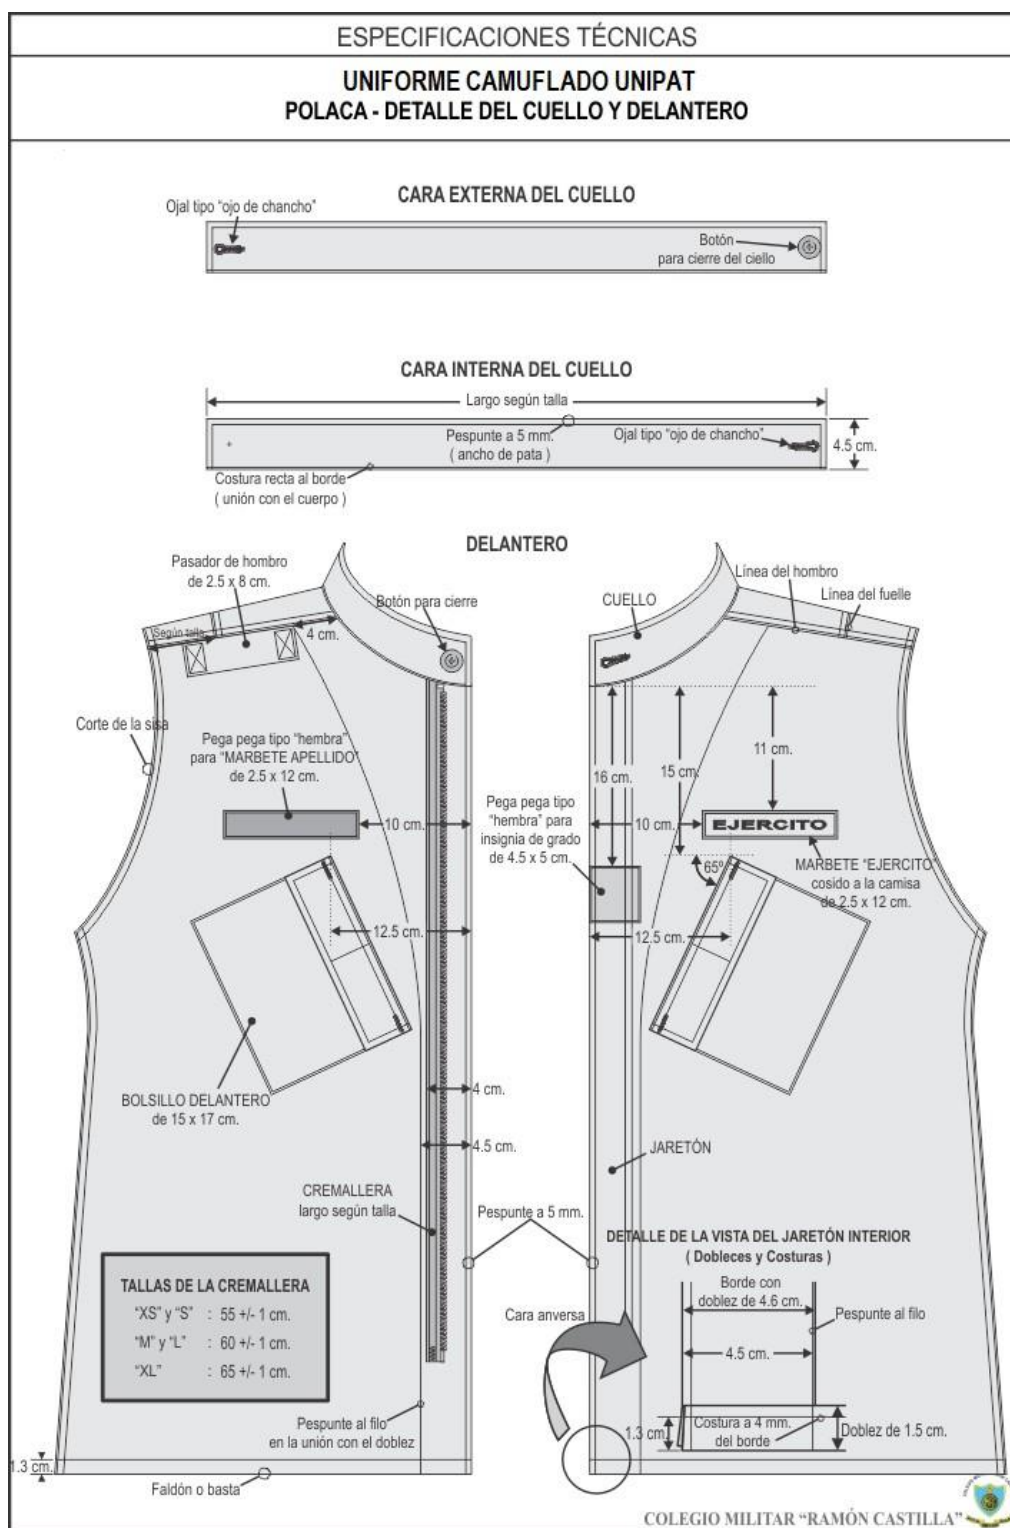 ESPECIFICACIONES TÉCNICAS
UNIFORME CAMUFLADO UNIPAT
POLACA - DETALLE DEL CUELLO Y DELANTERO
CARA EXTERNA DEL CUELLO
Ojal tipo “ojo de chancho”
Botón
para cierre del ciello
CARA INTERNA DEL CUELLO
Largo según talla
Pespunte a 5 mm.
( ancho de pata )
Ojal tipo “ojo de chancho”
4.5 cm.
Costura recta al borde
( unión con el cuerpo )
DELANTERO
Pasador de hombro
de 2.5 x 8 cm.
Según talla
4 cm.
Botón para cierre
CUELLO
Línea del hombro
Línea del fuelle
Corte de la sisa
Pega pega tipo “hembra”
para “MARBETE APELLIDO”
de 2.5 x 12 cm.
10 cm.
12.5 cm.
Pega pega tipo
“hembra” para
insignia de grado
de 4.5 x 5 cm.
16 cm.
15 cm.
11 cm.
10 cm.
EJERCITO
65º
MARBETE “EJERCITO”
cosido a la camisa
de 2.5 x 12 cm.
12.5 cm.
BOLSILLO DELANTERO
de 15 x 17 cm.
4 cm.
4.5 cm.
JARETÓN
CREMALLERA
largo según talla
Pespunte a 5 mm.
TALLAS DE LA CREMALLERA
“XS” y “S” : 55 +/- 1 cm.
“M” y “L” : 60 +/- 1 cm.
“XL” : 65 +/- 1 cm.
DETALLE DE LA VISTA DEL JARETÓN INTERIOR
( Dobleces y Costuras )
Borde con
doblez de 4.6 cm.
Pespunte al filo
Cara anversa
4.5 cm.
Costura a 4 mm.
del borde
1.3 cm.
Doblez de 1.5 cm.
Pespunte al filo
en la unión con el doblez
1.3 cm.
Faldón o basta
COLEGIO MILITAR “RAMÓN CASTILLA”